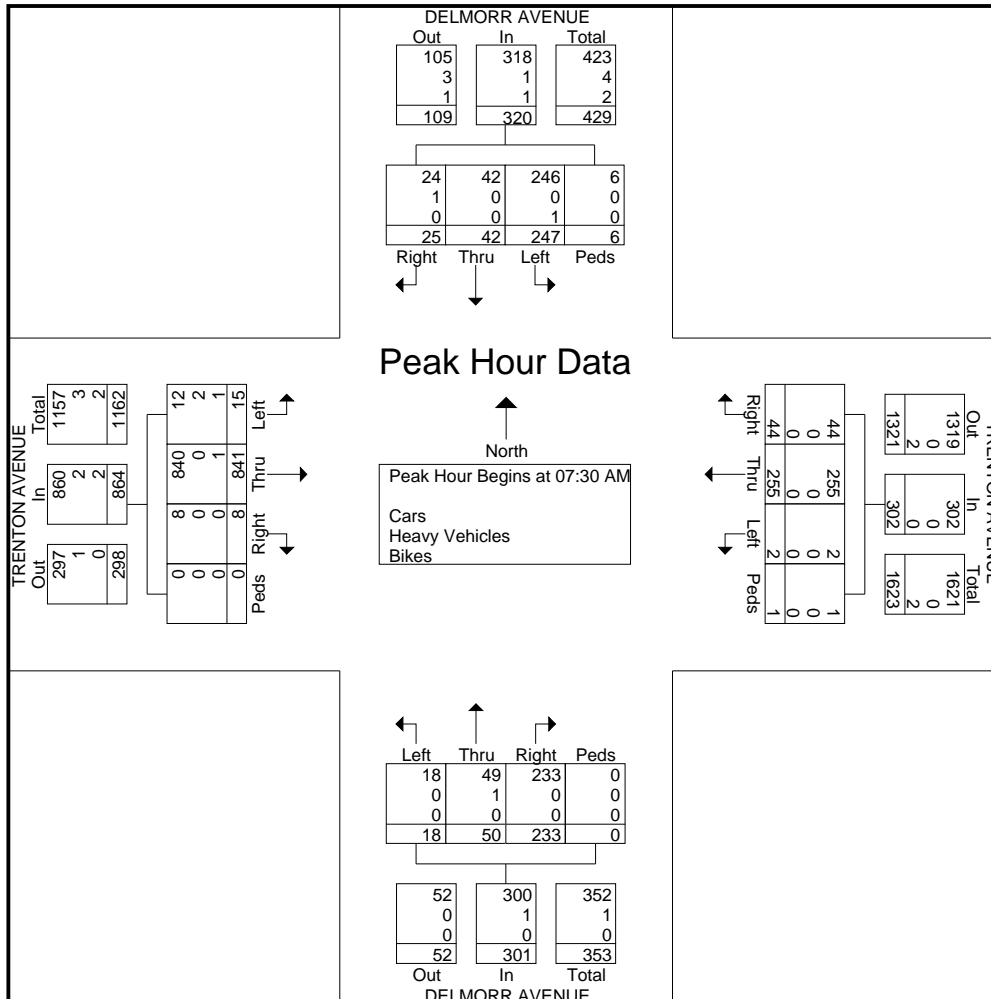 DELMORR AVENUE
Out In Total
105 318 423
3 1 4
1 1 2
109 320 429
24 42 246 6
1 0 0 0
0 0 1 0
25 42 247 6
Right Thru Left Peds
TRENTON AVENUE
Out In Total
297 860 1157
1 2 3
0 2 2
298 864 1162
0 8 840 12
0 0 0 2
0 0 1 1
0 8 841 15
Peds Right Thru Left
Peak Hour Data
North
Peak Hour Begins at 07:30 AM
Cars
Heavy Vehicles
Bikes
Right Thru Left Peds
44 255 2 1
0 0 0 0
0 0 0 0
44 255 2 1
TRENTON AVENUE
Out In Total
1319 302 1621
0 0 0
2 0 2
1321 302 1623
Left Thru Right Peds
18 49 233 0
0 1 0 0
0 0 0 0
18 50 233 0
52 300 352
0 1 1
0 0 0
52 301 353
Out In Total
DELMORR AVENUE